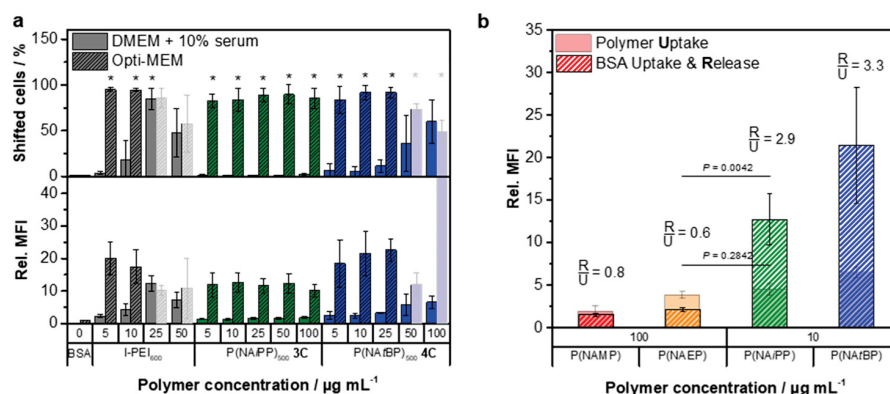 a
DMEM + 10% serum
Opti-MEM
Shifted cells / %
150
100
50
0
* * * * * * * * * * * * *
Rel. MFI
40
30
20
10
0
0 5 10 25 50 5 10 25 50 100 5 10 25 50 100
BSA l-PEI₆₀₀ P(NAiPP)₅₀₀ 3C P(NAtBP)₅₀₀ 4C
Polymer concentration / µg mL⁻¹
b
Polymer Uptake
BSA Uptake & Release
Rel. MFI
35
30
25
20
15
10
5
0
R/U = 0.8
R/U = 0.6
R/U = 2.9
R/U = 3.3
P = 0.0042
P = 0.2842
100 10
P(NAMP) P(NAEP) P(NAiPP) P(NAtBP)
Polymer concentration / µg mL⁻¹